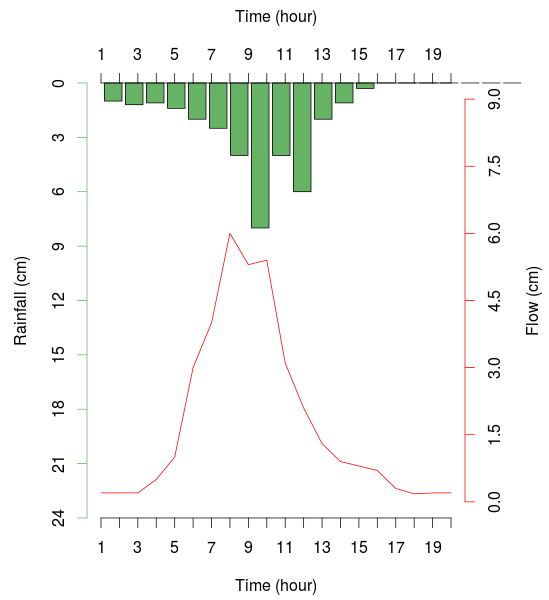 Time (hour)
1 3 5 7 9 11 13 15 17 19
Rainfall (cm)
0 3 6 9 12 15 18 21 24
Flow (cm)
9.0 7.5 6.0 4.5 3.0 1.5 0.0
1 3 5 7 9 11 13 15 17 19
Time (hour)